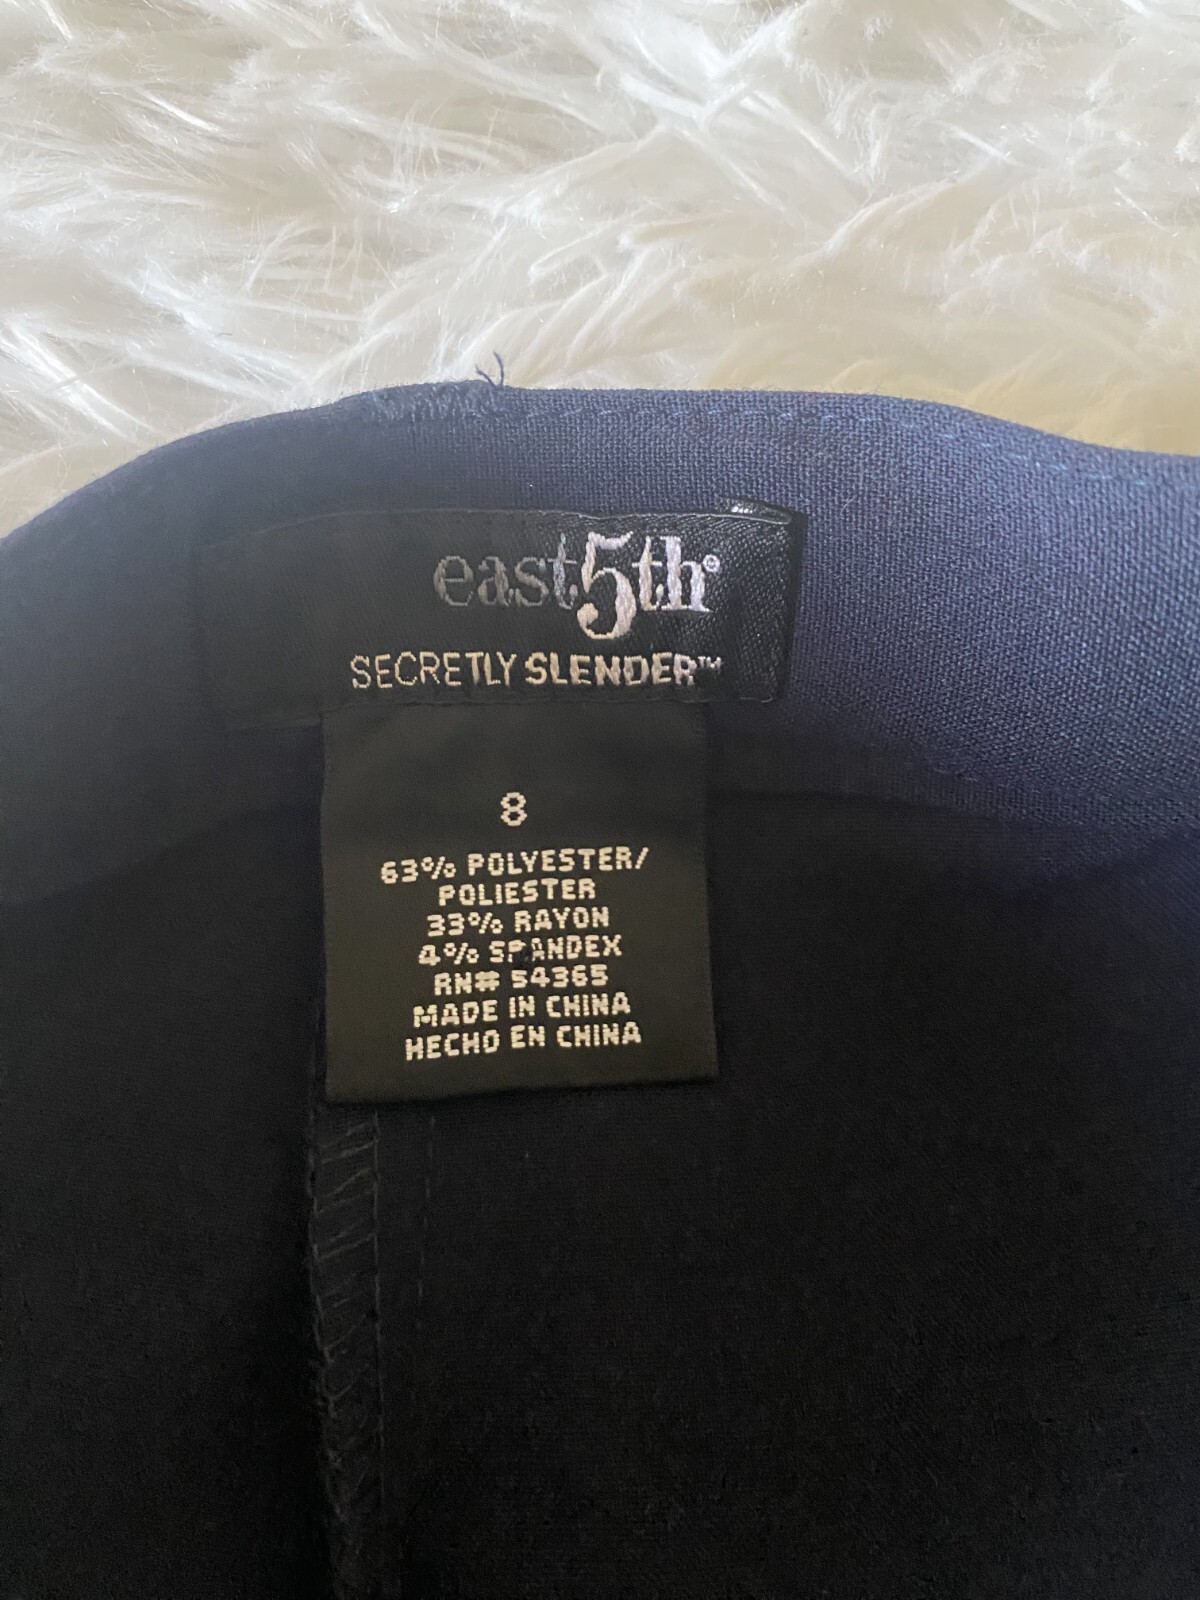 east5th®
SECRETLY SLENDER™
8
63% POLYESTER/
POLIESTER
33% RAYON
4% SPANDEX
RN# 54365
MADE IN CHINA
HECHO EN CHINA